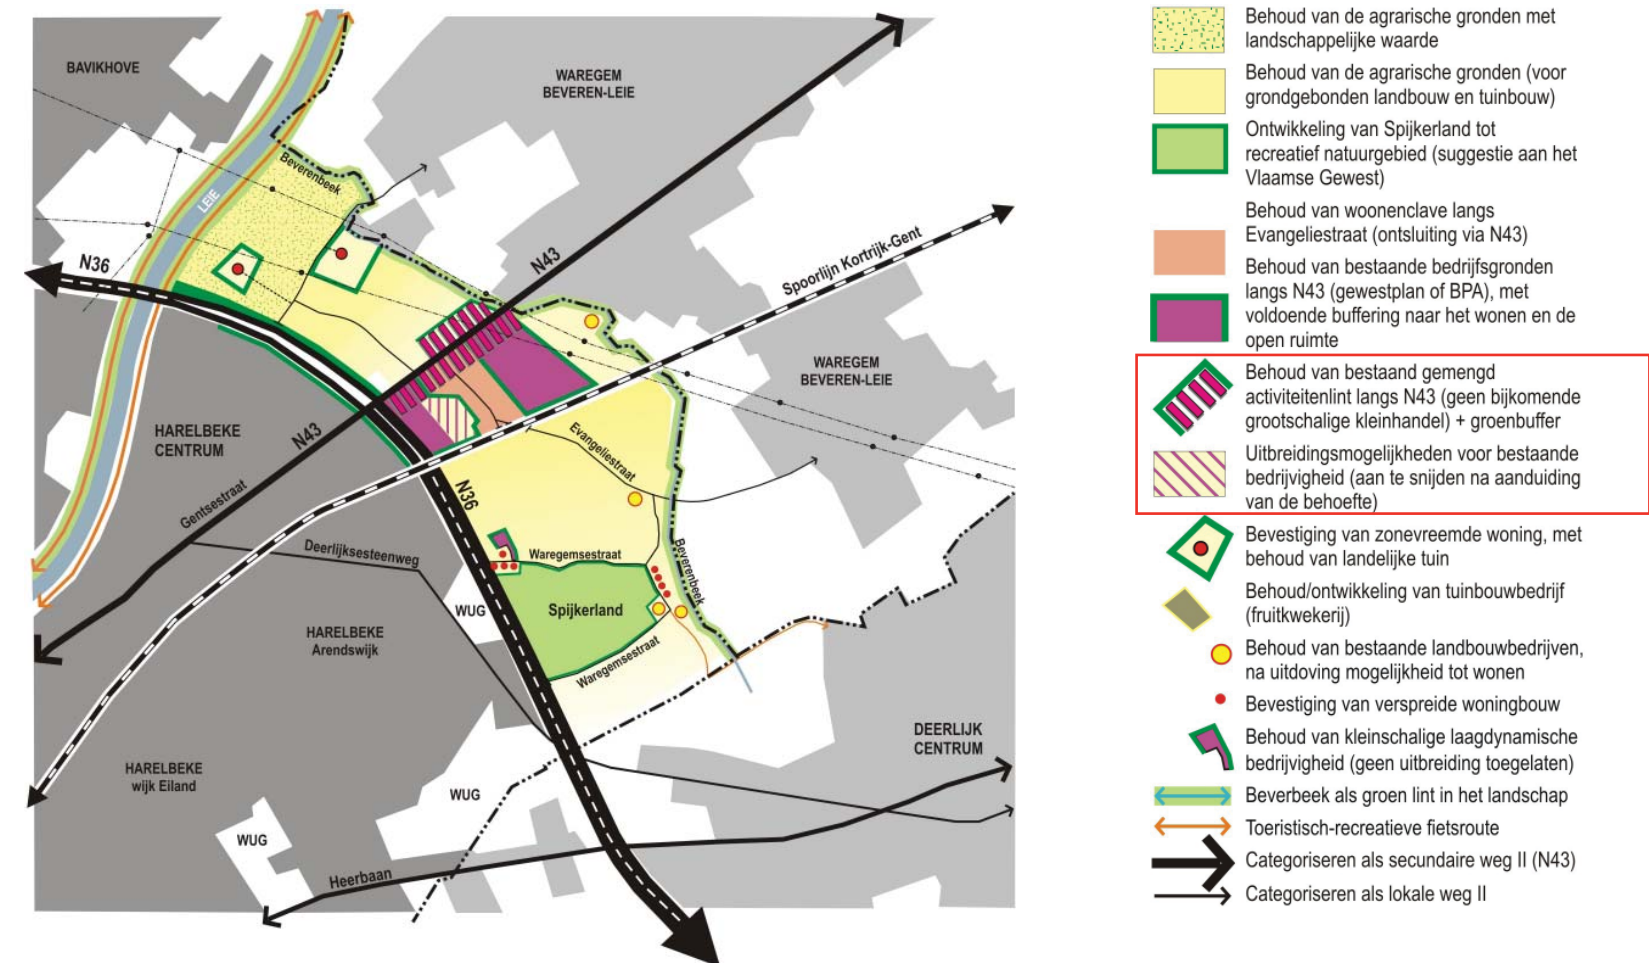 BAVIKHOVE
WAREGEM
BEVEREN-LEIE
Beverenbeek
LEIE
N36
N43
Spoorlijn Kortrijk-Gent
WAREGEM
BEVEREN-LEIE
HARELBEKE
CENTRUM
N43
Gentsestraat
Evangeliestraat
N36
Deerlijksesteenweg
Waregemsestraat
Beverenbeek
WUG
Spijkerland
HARELBEKE
Arendswijk
Waregemsestraat
DEERLIJK
CENTRUM
HARELBEKE
wijk Eiland
WUG
WUG
Heerbaan
Behoud van de agrarische gronden met
landschappelijke waarde
Behoud van de agrarische gronden (voor
grondgebonden landbouw en tuinbouw)
Ontwikkeling van Spijkerland tot
recreatief natuurgebied (suggestie aan het
Vlaamse Gewest)
Behoud van woonenclave langs
Evangeliestraat (ontsluiting via N43)
Behoud van bestaande bedrijfsgronden
langs N43 (gewestplan of BPA), met
voldoende buffering naar het wonen en de
open ruimte
Behoud van bestaand gemengd
activiteitenlint langs N43 (geen bijkomende
grootschalige kleinhandel) + groenbuffer
Uitbreidingsmogelijkheden voor bestaande
bedrijvigheid (aan te snijden na aanduiding
van de behoefte)
Bevestiging van zonevreemde woning, met
behoud van landelijke tuin
Behoud/ontwikkeling van tuinbouwbedrijf
(fruitkwekerij)
Behoud van bestaande landbouwbedrijven,
na uitdoving mogelijkheid tot wonen
Bevestiging van verspreide woningbouw
Behoud van kleinschalige laagdynamische
bedrijvigheid (geen uitbreiding toegelaten)
Beverbeek als groen lint in het landschap
Toeristisch-recreatieve fietsroute
Categoriseren als secundaire weg II (N43)
Categoriseren als lokale weg II